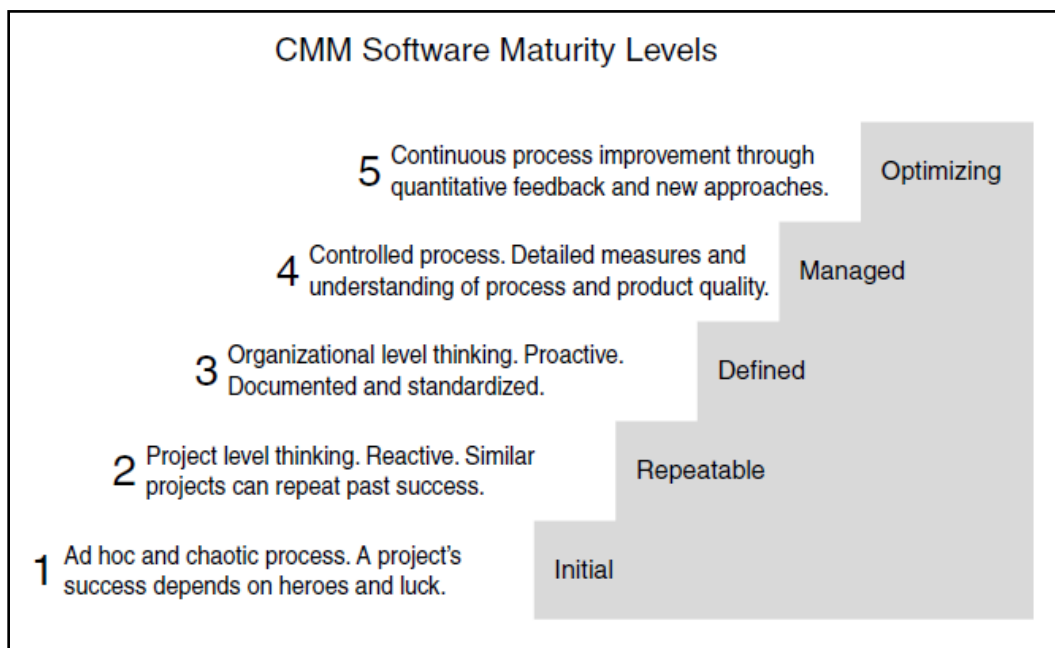 CMM Software Maturity Levels
5 Continuous process improvement through
quantitative feedback and new approaches.
Optimizing
4 Controlled process. Detailed measures and
understanding of process and product quality.
Managed
3 Organizational level thinking. Proactive.
Documented and standardized.
Defined
2 Project level thinking. Reactive. Similar
projects can repeat past success.
Repeatable
1 Ad hoc and chaotic process. A project's
success depends on heroes and luck.
Initial